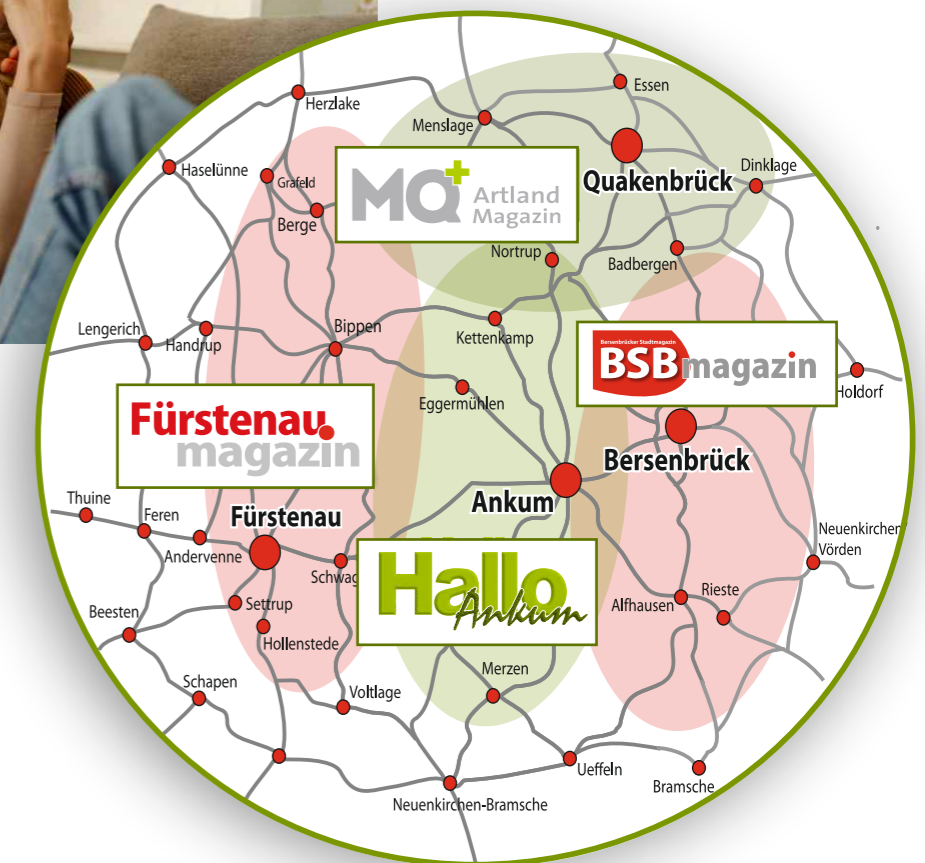 Essen
Herzlake
Menslage
Haselünne
Grafeld
MQ+ Artland
Magazin
Quakenbrück
Dinklage
Berge
Nortrup
Badbergen
Lengerich
Handrup
Bippen
Kettenkamp
Bersenbrücker Stadtmagazin
BSB magazin
Holdorf
Eggermühlen
Fürstenau
magazin
Bersenbrück
Ankum
Thuine
Feren
Fürstenau
Neuenkirchen/
Vörden
Andervenne
Schwag
Hallo
Ankum
Settrup
Alfhausen
Rieste
Beesten
Hollenstede
Schapen
Voltlage
Merzen
Ueffeln
Bramsche
Neuenkirchen-Bramsche